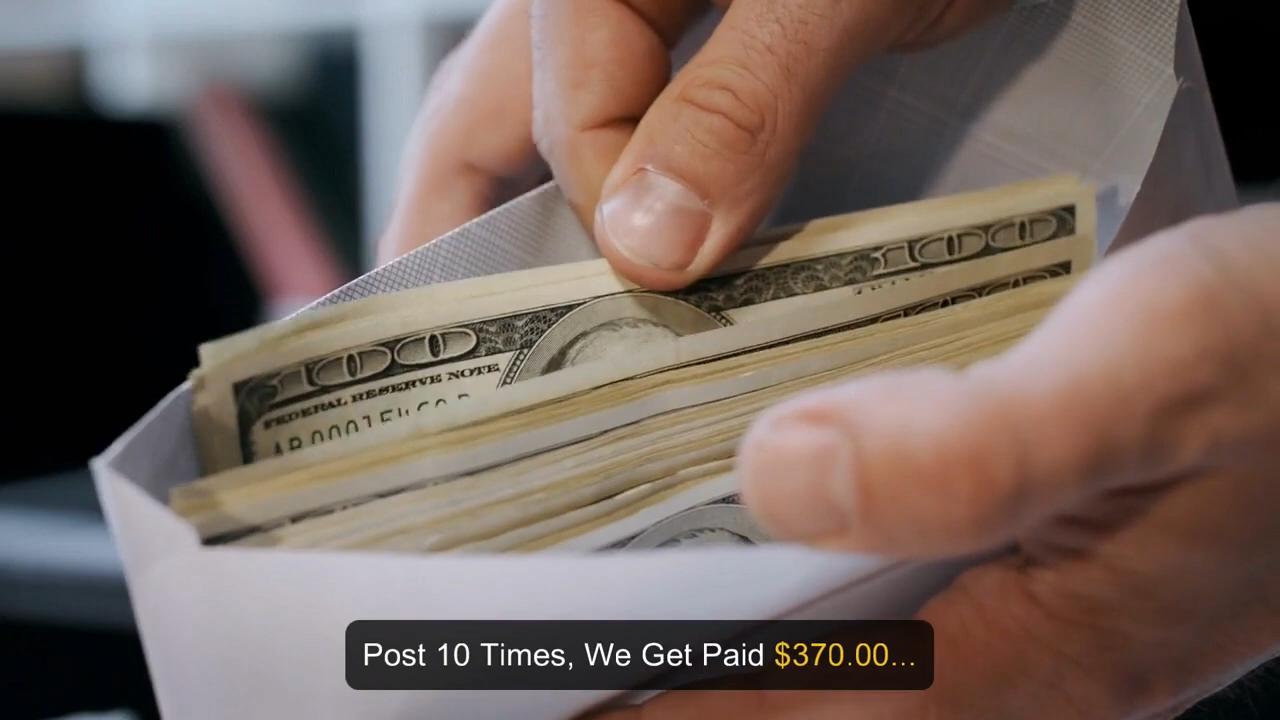 100
100
FEDERAL RESERVE NOTE
Post 10 Times, We Get Paid $370.00...